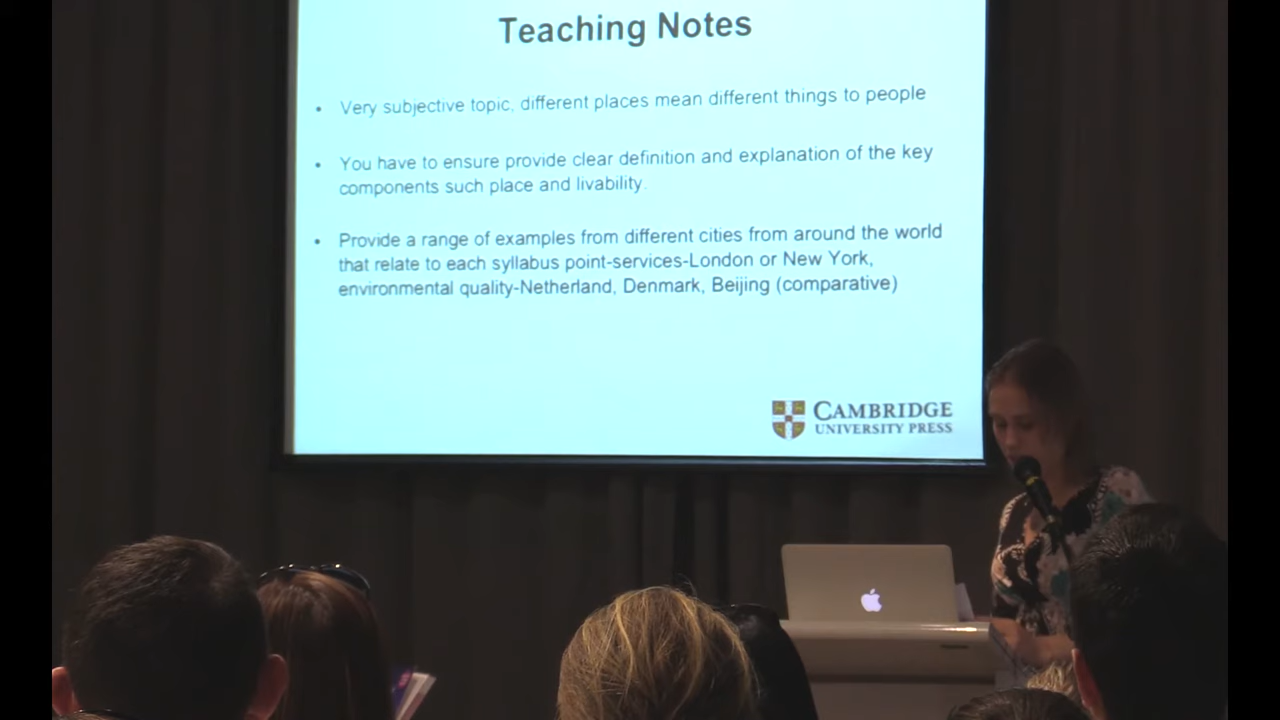 Teaching Notes
• Very subjective topic, different places mean different things to people
• You have to ensure provide clear definition and explanation of the key
components such place and livability.
• Provide a range of examples from different cities from around the world
that relate to each syllabus point-services-London or New York,
environmental quality-Netherland, Denmark, Beijing (comparative)
CAMBRIDGE
UNIVERSITY PRESS